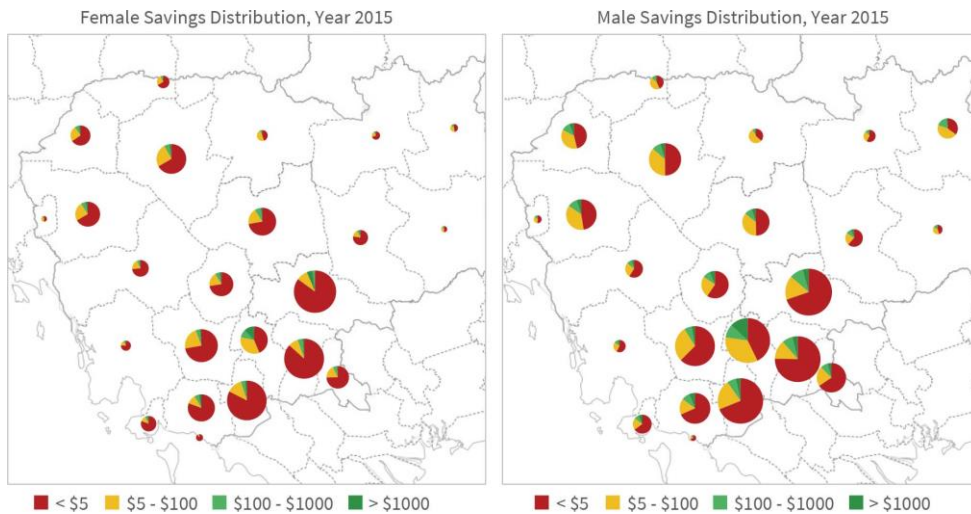 Female Savings Distribution, Year 2015
Male Savings Distribution, Year 2015
< $5 $5 - $100 $100 - $1000 > $1000
< $5 $5 - $100 $100 - $1000 > $1000